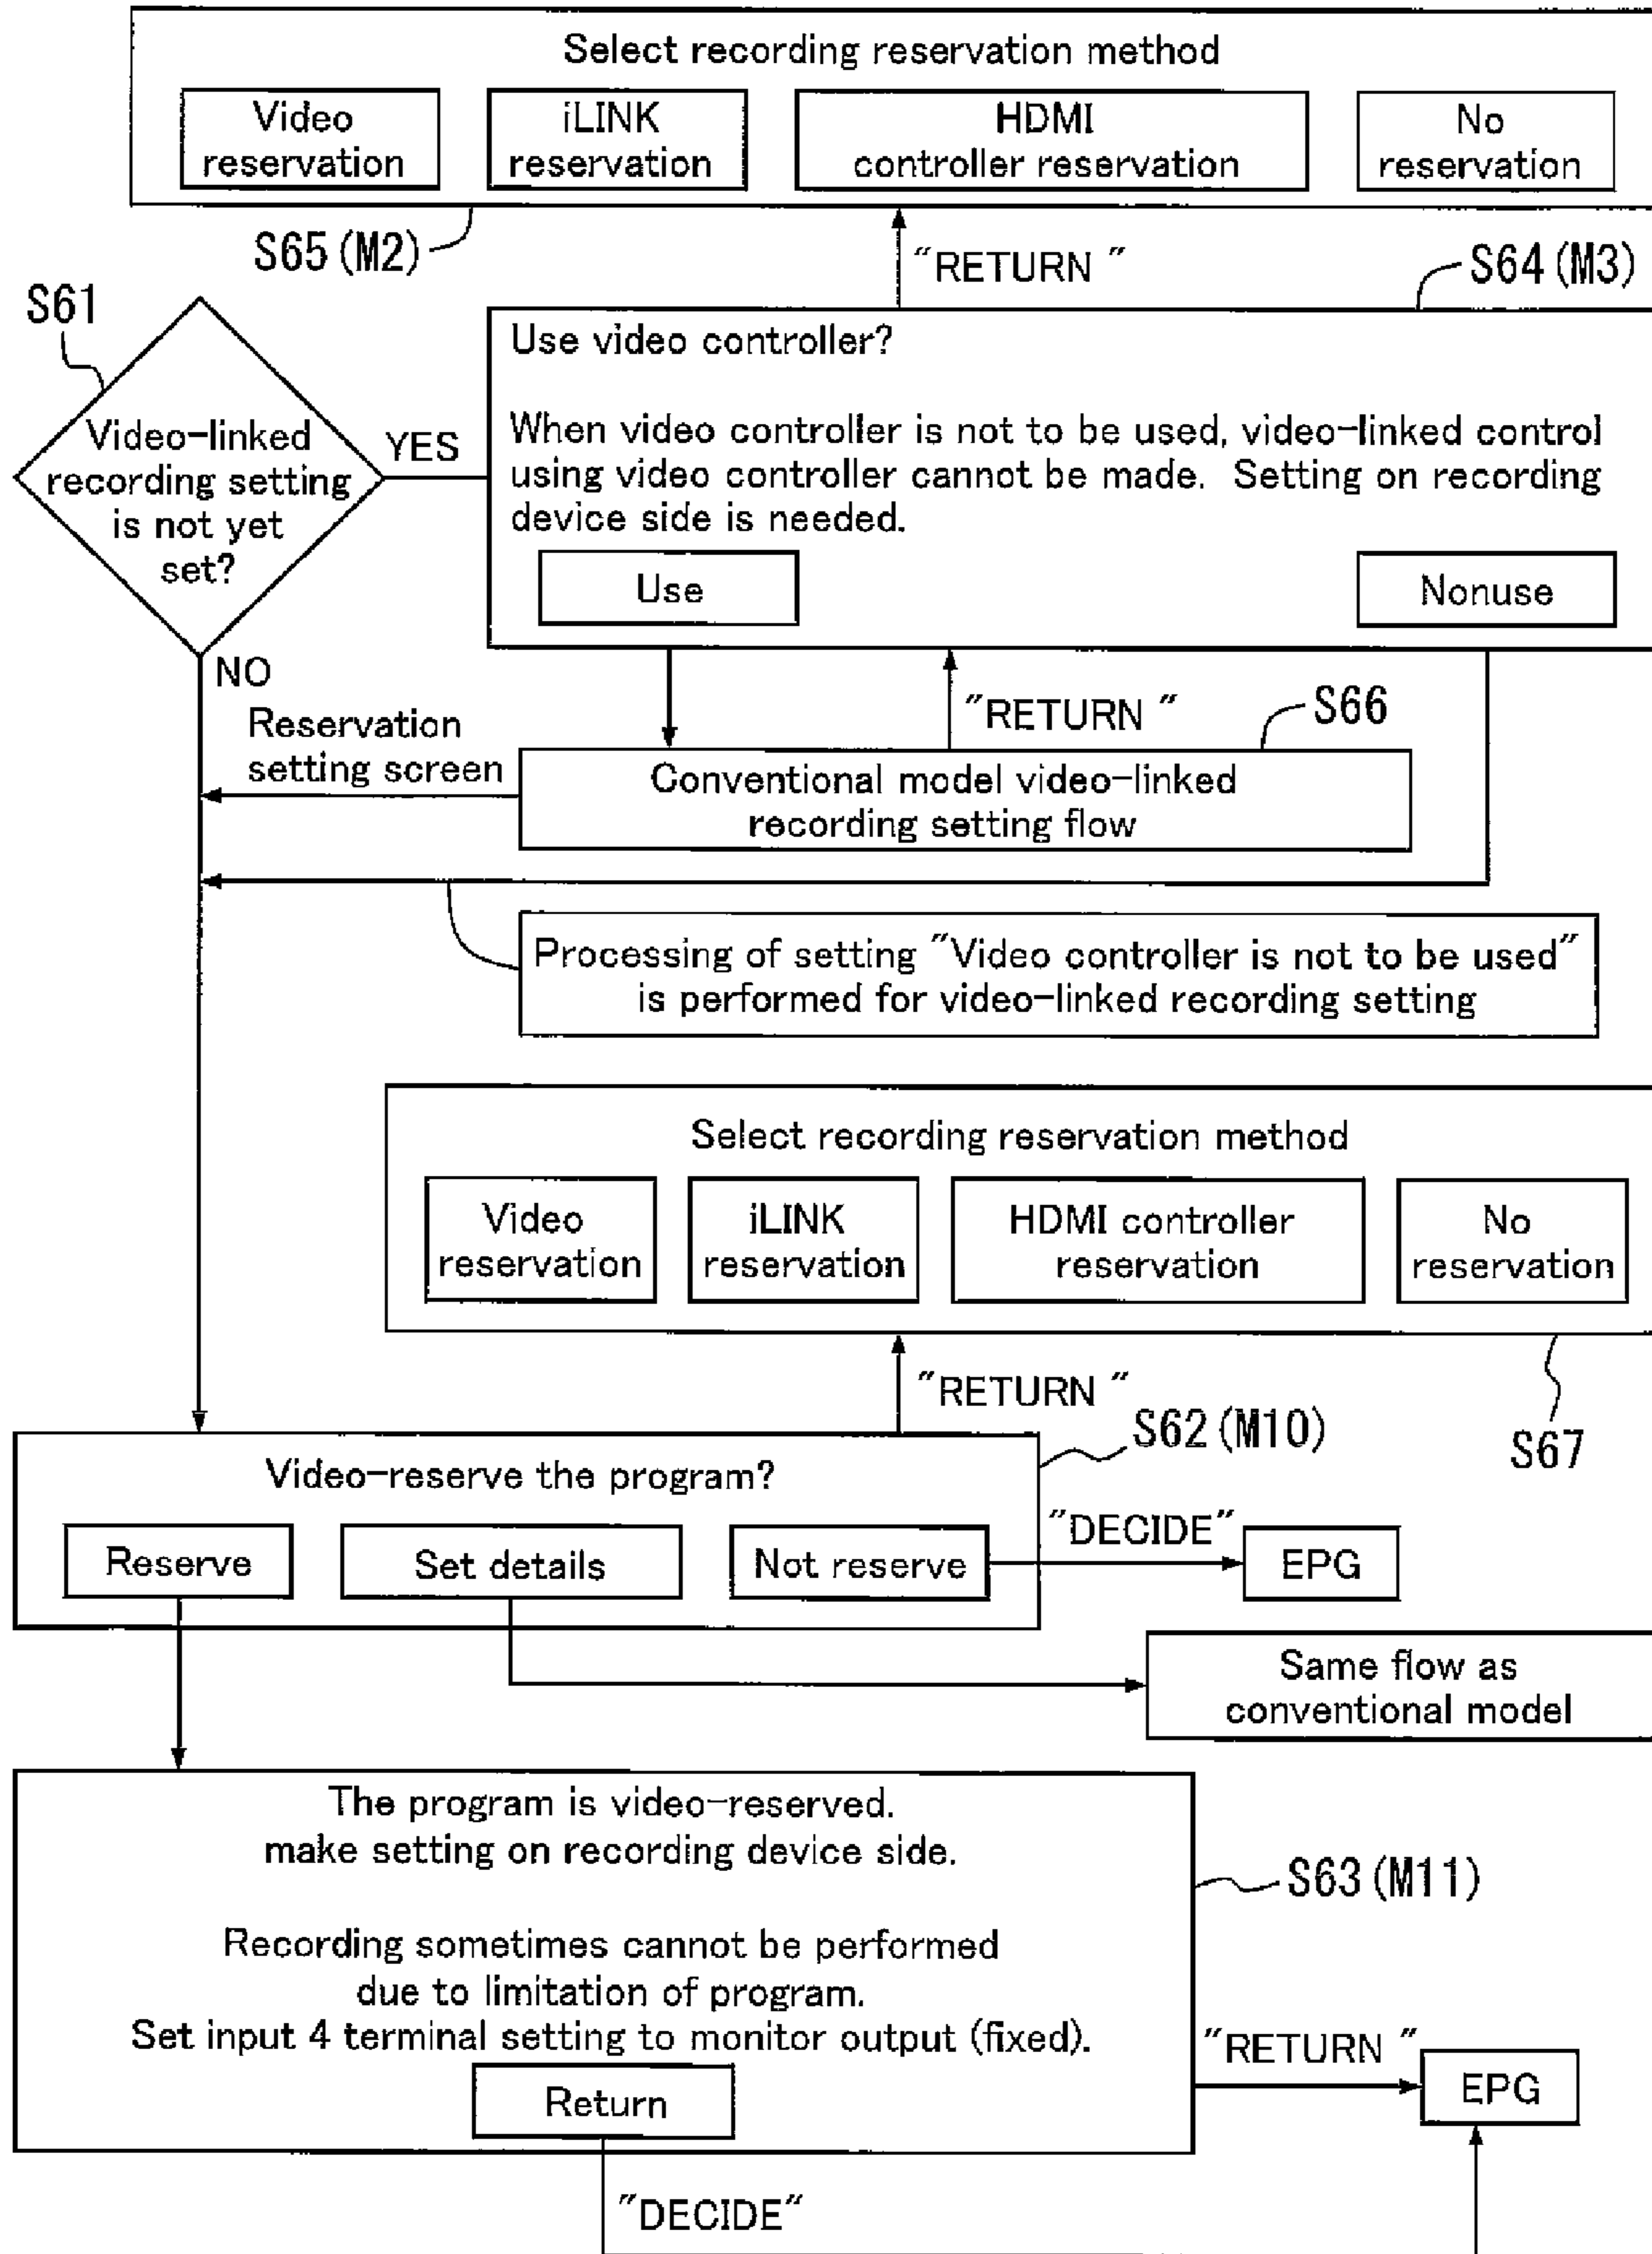 Select recording reservation method
Video
reservation
iLINK
reservation
HDMI
controller reservation
No
reservation
S65(M2)
"RETURN "
S64(M3)
S61
Video-linked
recording setting
is not yet
set?
YES
Use video controller?
When video controller is not to be used, video-linked control
using video controller cannot be made. Setting on recording
device side is needed.
Use
Nonuse
NO
Reservation
setting screen
"RETURN "
S66
Conventional model video-linked
recording setting flow
Processing of setting "Video controller is not to be used"
is performed for video-linked recording setting
Select recording reservation method
Video
reservation
iLINK
reservation
HDMI controller
reservation
No
reservation
"RETURN "
S62(M10)
S67
Video-reserve the program?
Reserve
Set details
Not reserve
"DECIDE"
EPG
Same flow as
conventional model
The program is video-reserved.
make setting on recording device side.
Recording sometimes cannot be performed
due to limitation of program.
Set input 4 terminal setting to monitor output (fixed).
Return
S63(M11)
"RETURN "
EPG
"DECIDE"